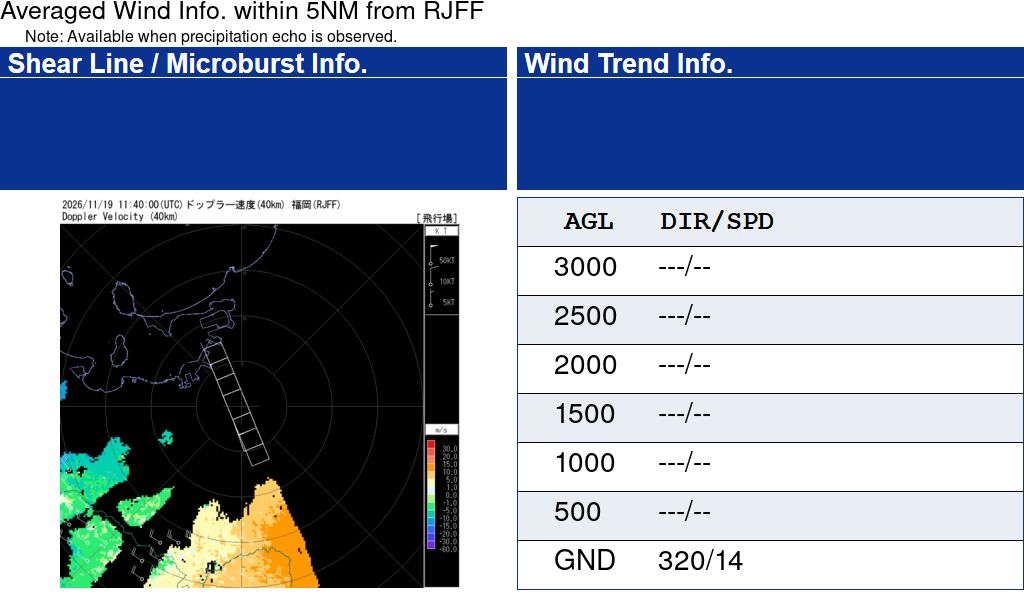 Averaged Wind Info. within 5NM from RJFF
Note: Available when precipitation echo is observed.
Shear Line / Microburst Info.
Wind Trend Info.
2026/11/19 11:40:00(UTC) ドップラー速度(40km) 福岡(RJFF)
Doppler Velocity (40km)
[飛行場]
KT
50KT
10KT
5KT
m/s
30.0
20.0
15.0
10.0
5.0
1.0
0.0
-1.0
-5.0
-10.0
-15.0
-20.0
-30.0
-60.0
AGL DIR/SPD
3000 ---/--
2500 ---/--
2000 ---/--
1500 ---/--
1000 ---/--
500 ---/--
GND 320/14